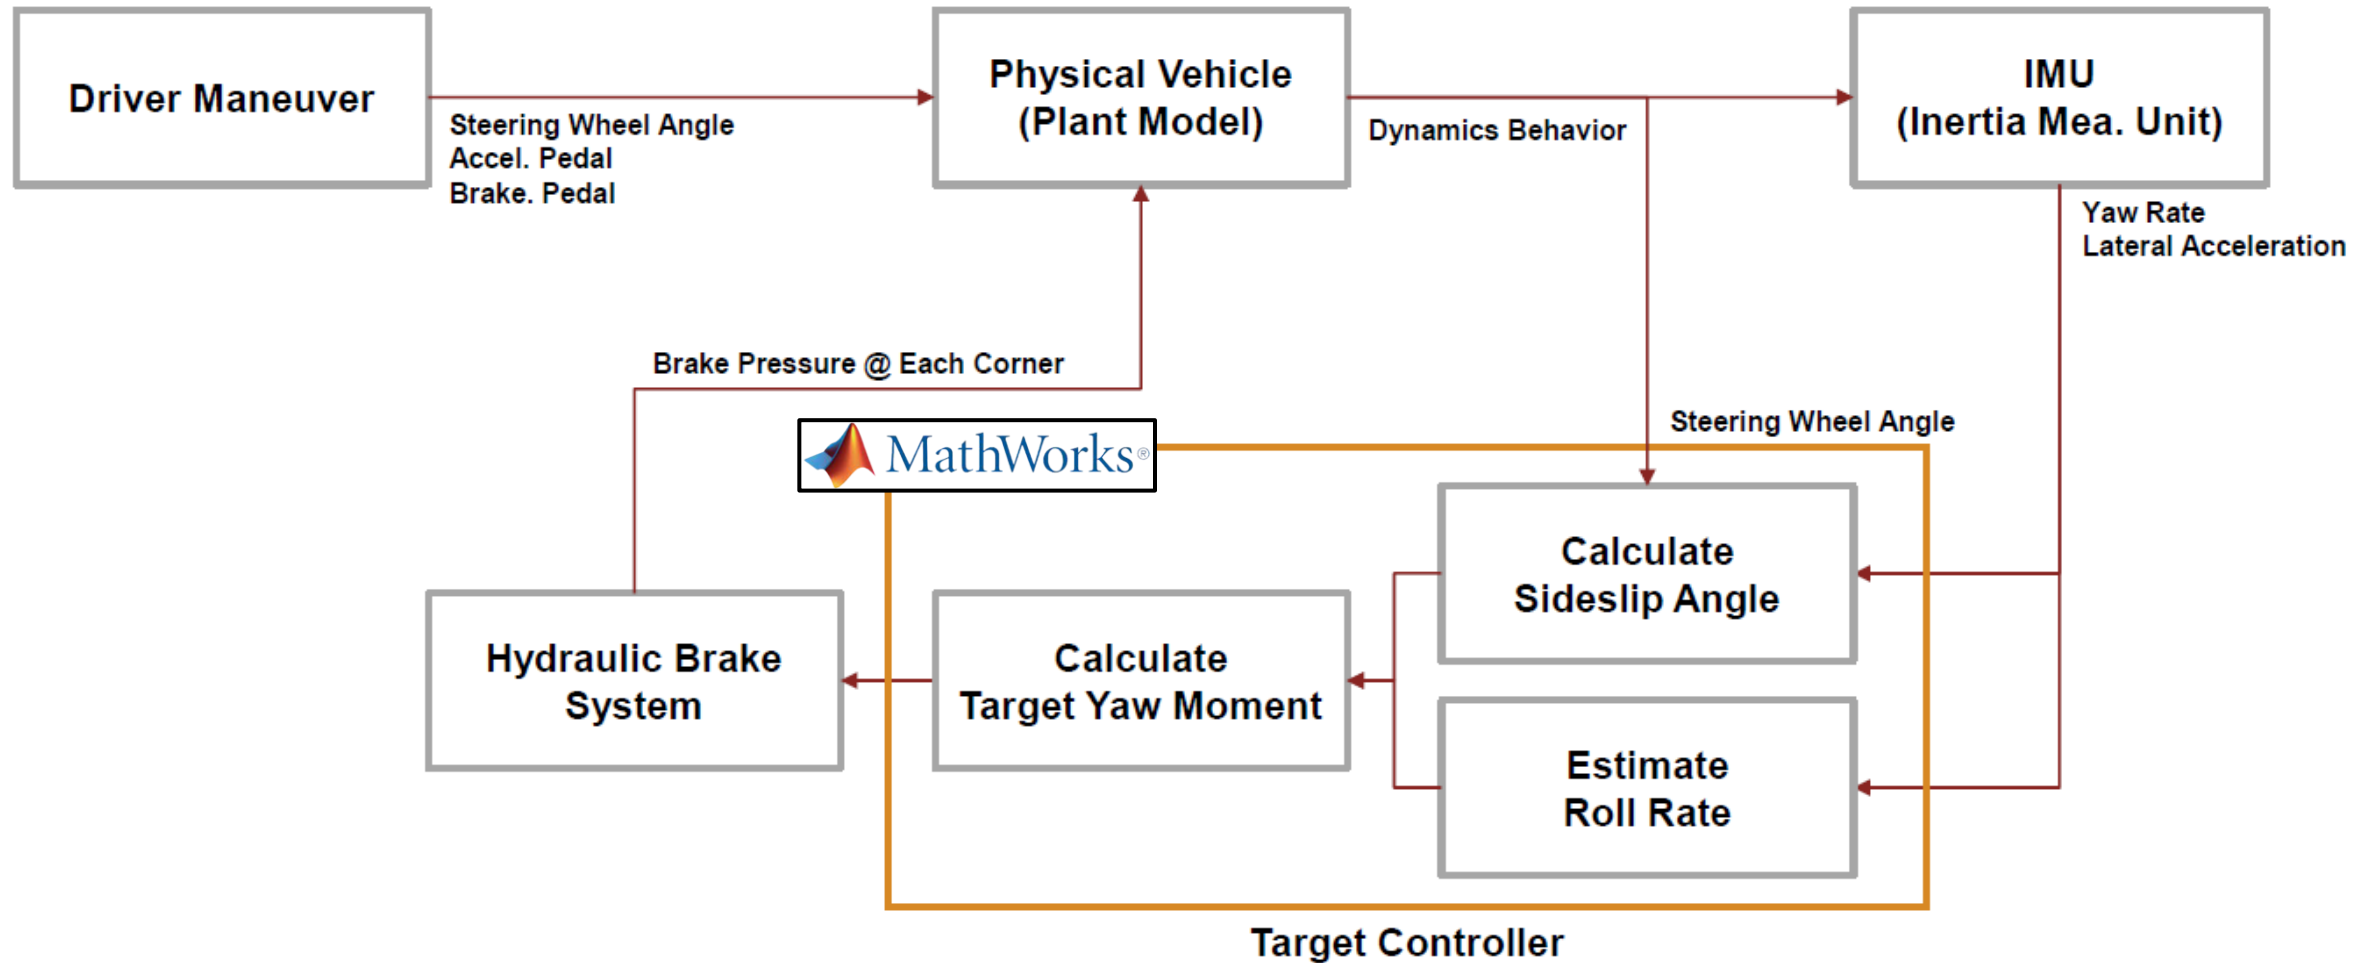 Driver Maneuver
Steering Wheel Angle
Accel. Pedal
Brake. Pedal
Physical Vehicle
(Plant Model)
Dynamics Behavior
IMU
(Inertia Mea. Unit)
Yaw Rate
Lateral Acceleration
Brake Pressure @ Each Corner
MathWorks®
Steering Wheel Angle
Calculate
Sideslip Angle
Hydraulic Brake
System
Calculate
Target Yaw Moment
Estimate
Roll Rate
Target Controller